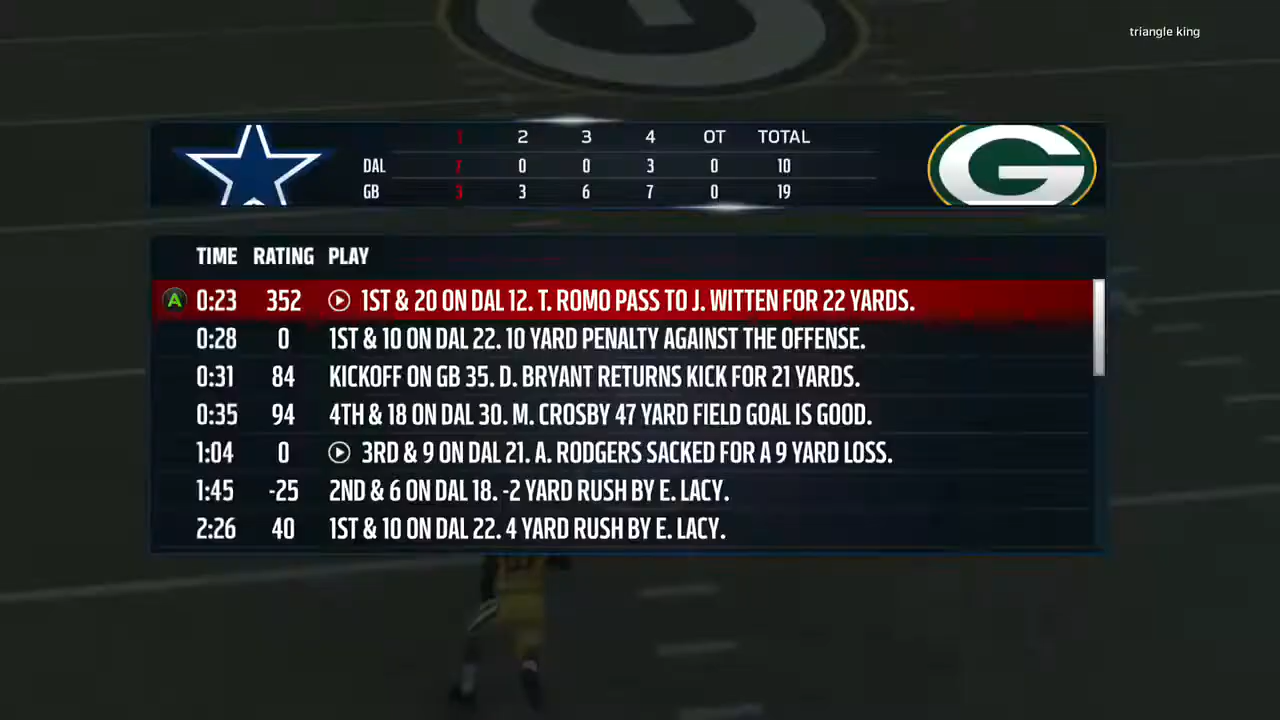 triangle king
1 2 3 4 OT TOTAL
DAL 7 0 0 3 0 10
GB 3 3 6 7 0 19
G
TIME RATING PLAY
A 0:23 352 1ST & 20 ON DAL 12. T. ROMO PASS TO J. WITTEN FOR 22 YARDS.
0:28 0 1ST & 10 ON DAL 22. 10 YARD PENALTY AGAINST THE OFFENSE.
0:31 84 KICKOFF ON GB 35. D. BRYANT RETURNS KICK FOR 21 YARDS.
0:35 94 4TH & 18 ON DAL 30. M. CROSBY 47 YARD FIELD GOAL IS GOOD.
1:04 0 3RD & 9 ON DAL 21. A. RODGERS SACKED FOR A 9 YARD LOSS.
1:45 -25 2ND & 6 ON DAL 18. -2 YARD RUSH BY E. LACY.
2:26 40 1ST & 10 ON DAL 22. 4 YARD RUSH BY E. LACY.